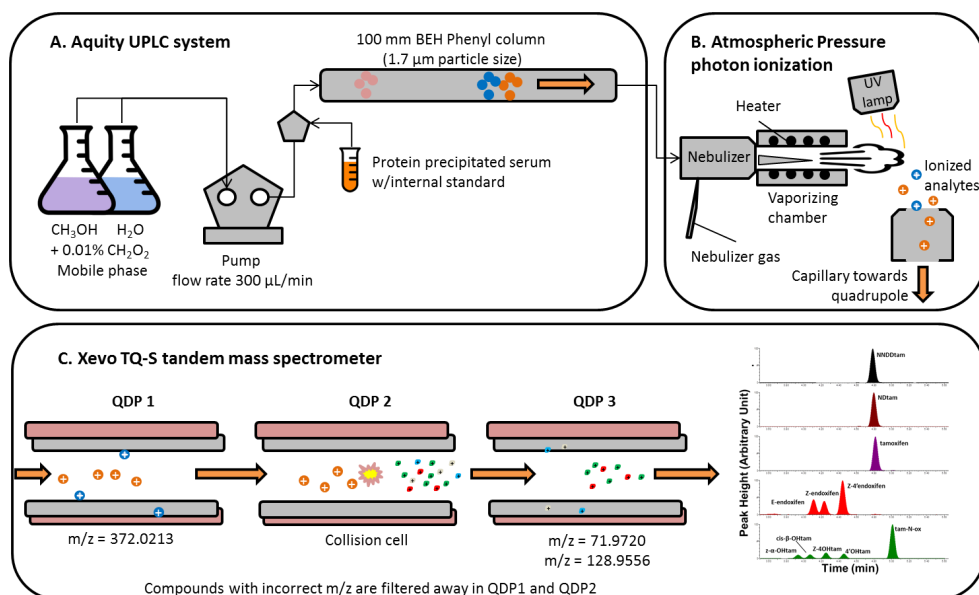 A. Aquity UPLC system
100 mm BEH Phenyl column
(1.7 µm particle size)
Protein precipitated serum
w/internal standard
CH₃OH H₂O
+ 0.01% CH₂O₂
Mobile phase
Pump
flow rate 300 µL/min
B. Atmospheric Pressure
photon ionization
UV
lamp
Heater
Nebulizer
Ionized
analytes
Vaporizing
chamber
Nebulizer gas
Capillary towards
quadrupole
C. Xevo TQ-S tandem mass spectrometer
QDP 1
QDP 2
QDP 3
m/z = 372.0213
Collision cell
m/z = 71.9720
m/z = 128.9556
Compounds with incorrect m/z are filtered away in QDP1 and QDP2
Peak Height (Arbitrary Unit)
NNDDtam
NDtam
tamoxifen
E-endoxifen
Z-endoxifen
Z-4'endoxifen
tam-N-ox
cis-β-OHtam
z-α-OHtam
Z-4OHtam
4'OHtam
Time (min)